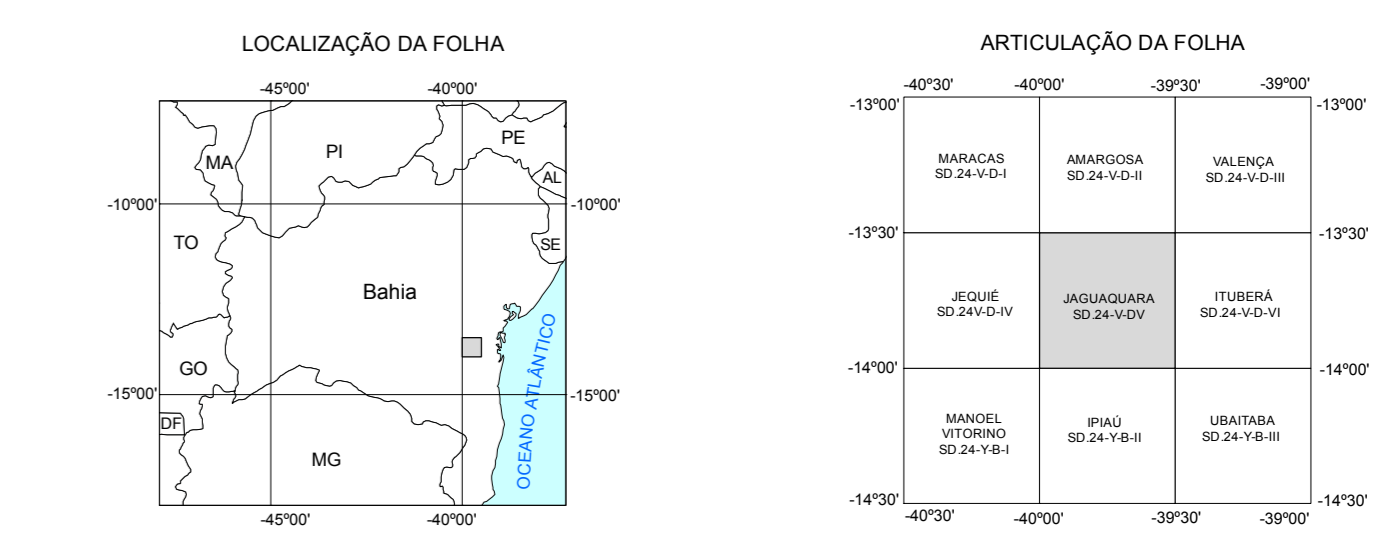 LOCALIZAÇÃO DA FOLHA
-45º00' -40º00'
MA
PI
PE
AL
-10º00' -10º00'
TO
SE
Bahia
GO
-15º00' -15º00'
DF
MG
OCEANO ATLÂNTICO
-45º00' -40º00'
ARTICULAÇÃO DA FOLHA
-40º30' -40º00' -39º50' -39º00'
-13º00' -13º00'
MARACAS
SD.24-V-D-I
AMARGOSA
SD.24-V-D-II
VALENÇA
SD.24-V-D-III
-13º30' -13º50'
JEQUIÉ
SD.24V-D-IV
JAGUAQUARA
SD.24-V-DV
ITUBERÁ
SD.24-V-D-VI
-14º00' -14º00'
MANOEL
VITORINO
SD.24-Y-B-I
IPIAÚ
SD.24-Y-B-II
UBAITABA
SD.24-Y-B-III
-14º30' -14º50'
-40º30' -40º00' -39º30' -39º00'